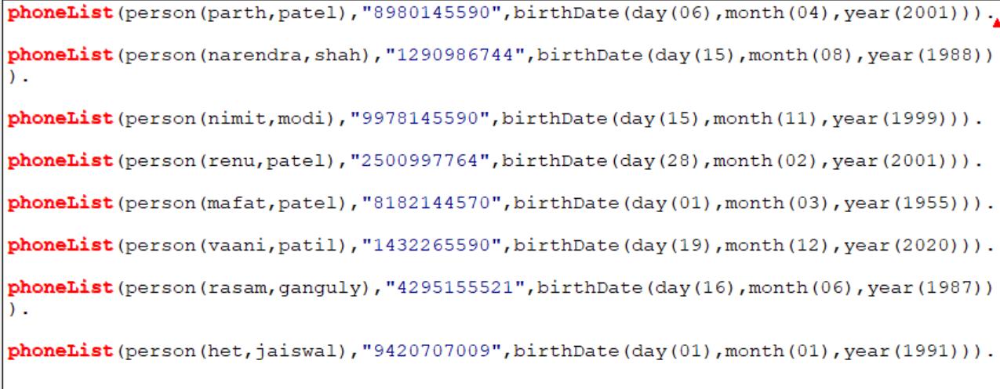 phoneList(person(parth,patel),"8980145590",birthDate(day(06),month(04),year(2001))).
phoneList(person(narendra,shah),"1290986744",birthDate(day(15),month(08),year(1988))
).
phoneList(person(nimit,modi),"9978145590",birthDate(day(15),month(11),year(1999))).
phoneList(person(renu,patel),"2500997764",birthDate(day(28),month(02),year(2001))).
phoneList(person(mafat,patel),"8182144570",birthDate(day(01),month(03),year(1955))).
phoneList(person(vaani,patil),"1432265590",birthDate(day(19),month(12),year(2020))).
phoneList(person(rasam,ganguly),"4295155521",birthDate(day(16),month(06),year(1987))
).
phoneList(person(het,jaiswal),"9420707009",birthDate(day(01),month(01),year(1991))).